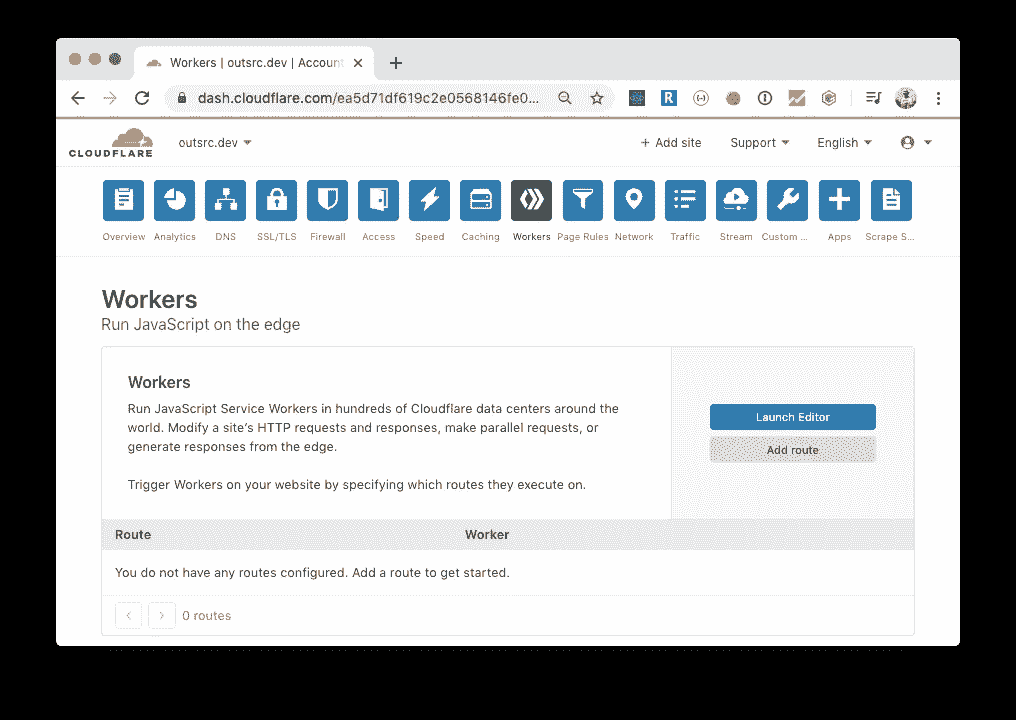 Workers | outsrc.dev | Account
dash.cloudflare.com/ea5d71df619c2e0568146fe0...
CLOUDFLARE
outsrc.dev
+ Add site
Support
English
Overview
Analytics
DNS
SSL/TLS
Firewall
Access
Speed
Caching
Workers
Page Rules
Network
Traffic
Stream
Custom ...
Apps
Scrape S...
Workers
Run JavaScript on the edge
Workers
Run JavaScript Service Workers in hundreds of Cloudflare data centers around the
world. Modify a site's HTTP requests and responses, make parallel requests, or
generate responses from the edge.
Trigger Workers on your website by specifying which routes they execute on.
Launch Editor
Add route
Route
Worker
You do not have any routes configured. Add a route to get started.
0 routes